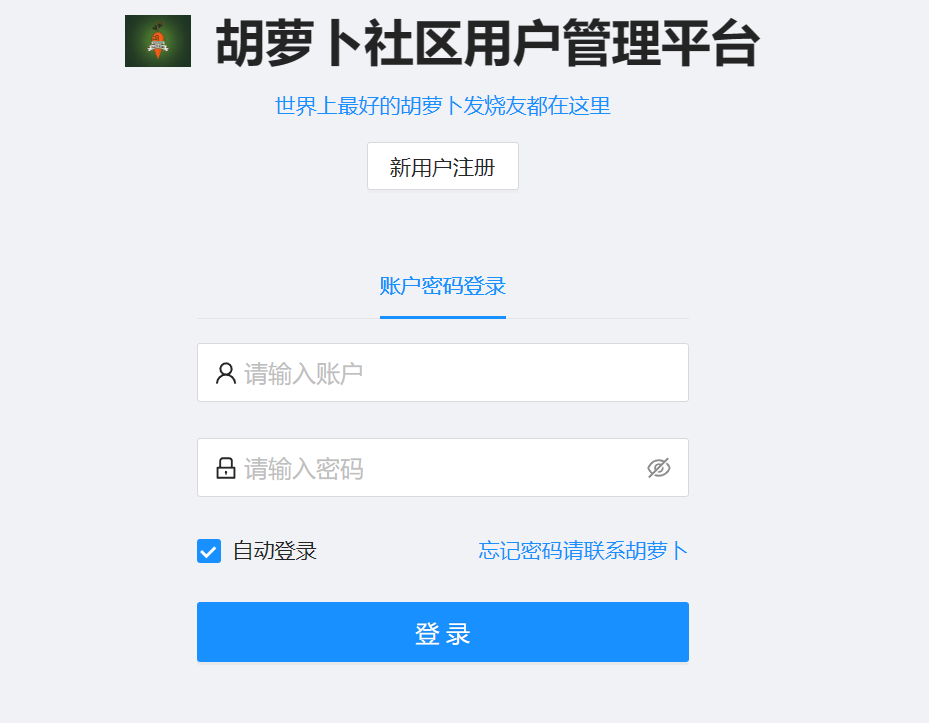 胡萝卜社区用户管理平台
世界上最好的胡萝卜发烧友都在这里
新用户注册
账户密码登录
请输入账户
请输入密码
自动登录
忘记密码请联系胡萝卜
登 录